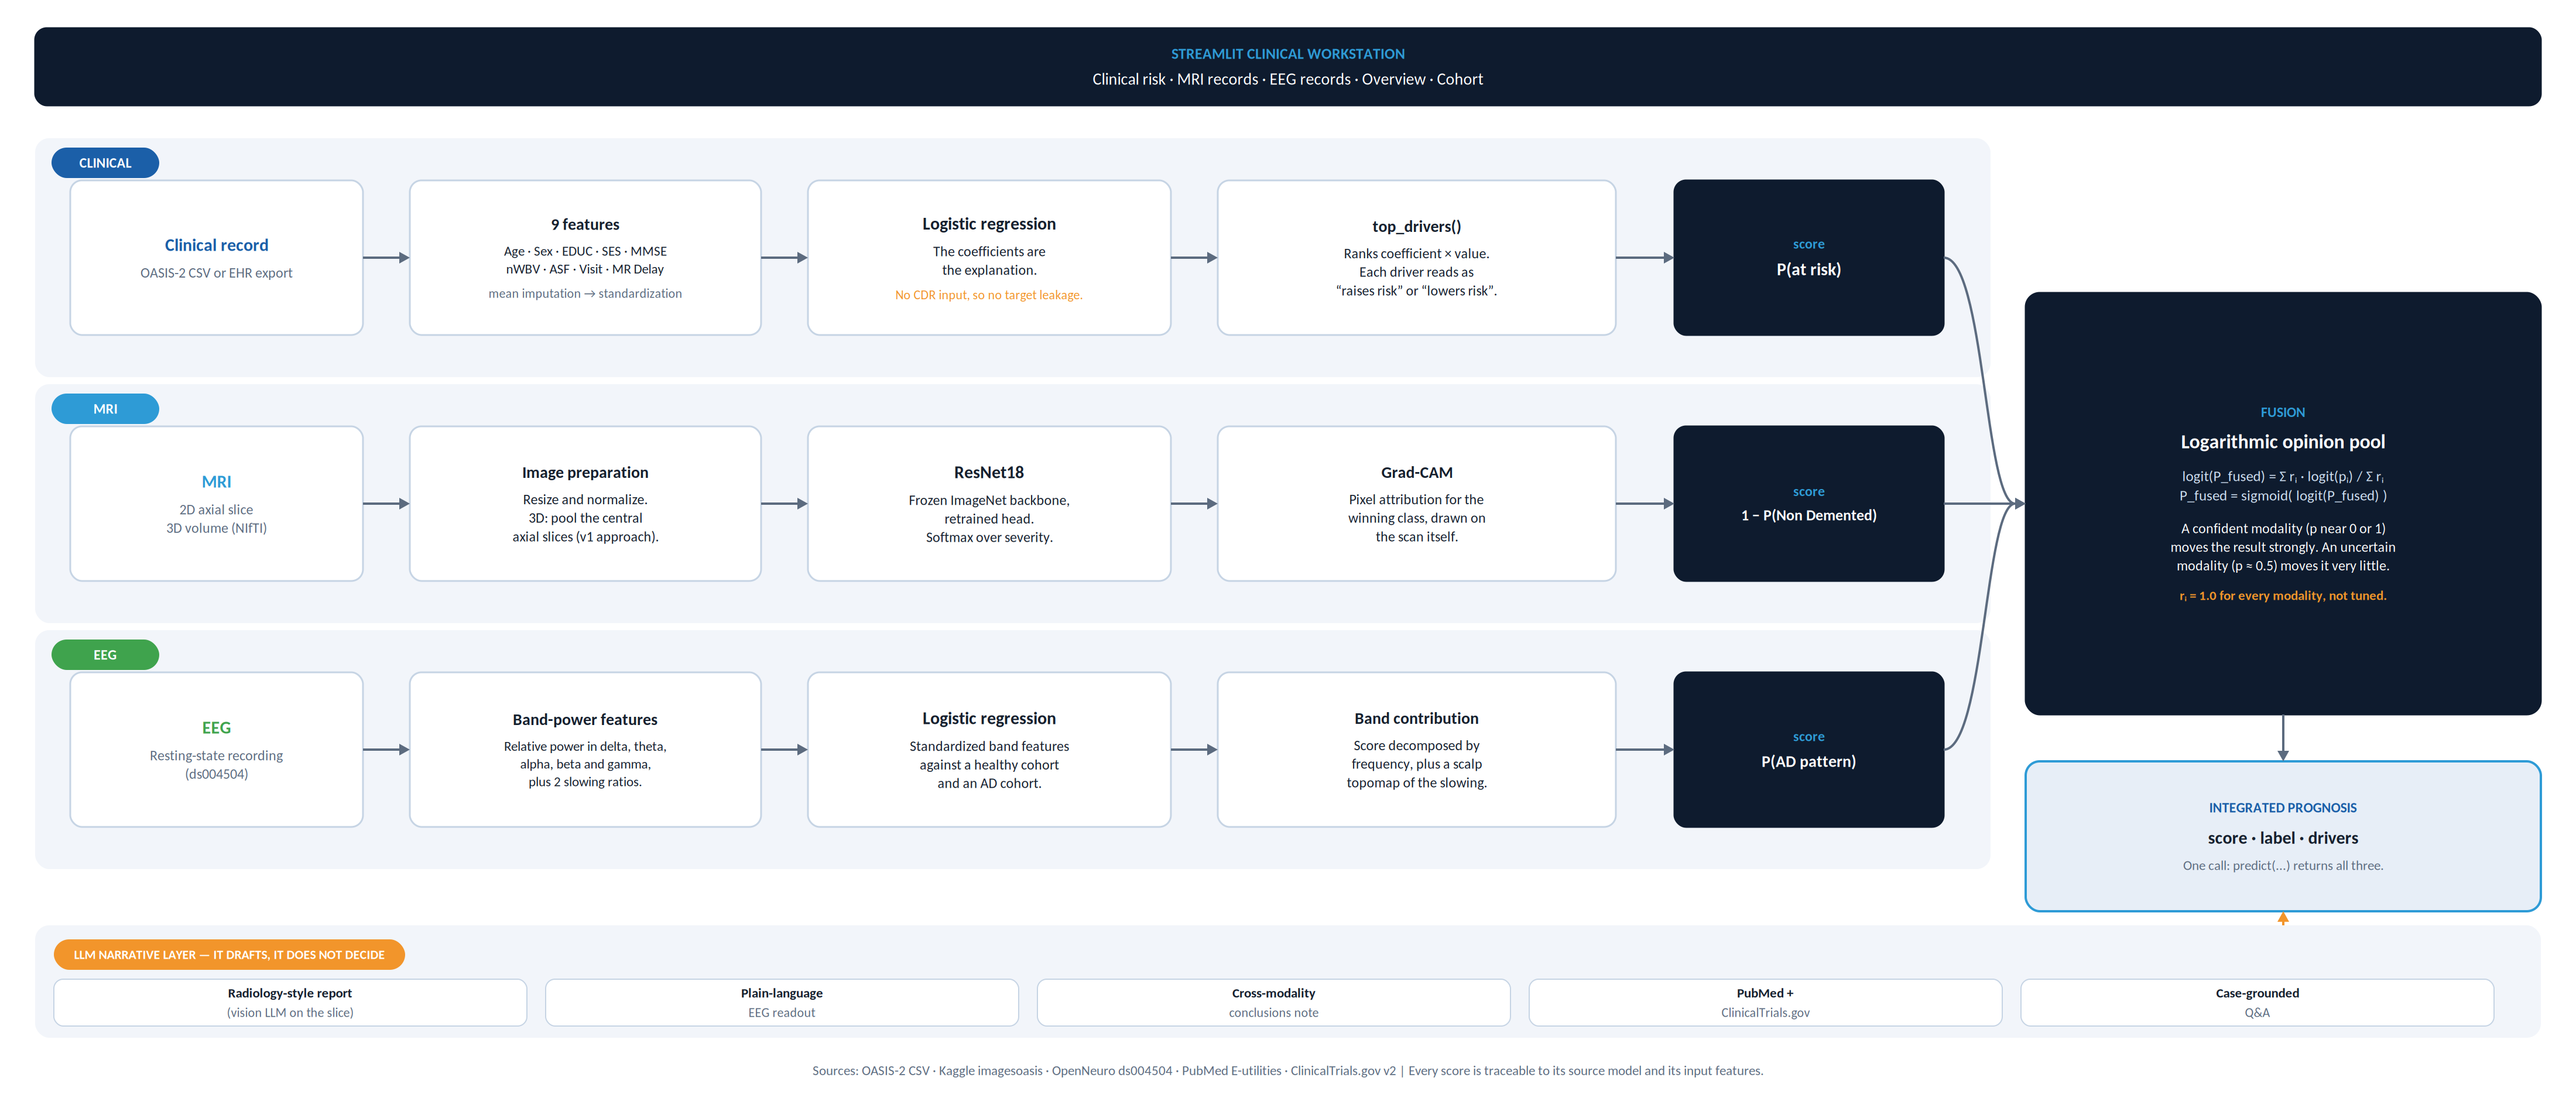 STREAMLIT CLINICAL WORKSTATION
Clinical risk · MRI records · EEG records · Overview · Cohort
CLINICAL
Clinical record
OASIS-2 CSV or EHR export
9 features
Age · Sex · EDUC · SES · MMSE
nWBV · ASF · Visit · MR Delay
mean imputation → standardization
Logistic regression
The coefficients are
the explanation.
No CDR input, so no target leakage.
top_drivers()
Ranks coefficient × value.
Each driver reads as
“raises risk” or “lowers risk”.
score
P(at risk)
MRI
MRI
2D axial slice
3D volume (NIfTI)
Image preparation
Resize and normalize.
3D: pool the central
axial slices (v1 approach).
ResNet18
Frozen ImageNet backbone,
retrained head.
Softmax over severity.
Grad-CAM
Pixel attribution for the
winning class, drawn on
the scan itself.
score
1 − P(Non Demented)
EEG
EEG
Resting-state recording
(ds004504)
Band-power features
Relative power in delta, theta,
alpha, beta and gamma,
plus 2 slowing ratios.
Logistic regression
Standardized band features
against a healthy cohort
and an AD cohort.
Band contribution
Score decomposed by
frequency, plus a scalp
topomap of the slowing.
score
P(AD pattern)
FUSION
Logarithmic opinion pool
logit(P_fused) = Σ rᵢ · logit(pᵢ) / Σ rᵢ
P_fused = sigmoid( logit(P_fused) )
A confident modality (p near 0 or 1)
moves the result strongly. An uncertain
modality (p ≈ 0.5) moves it very little.
rᵢ = 1.0 for every modality, not tuned.
INTEGRATED PROGNOSIS
score · label · drivers
One call: predict(...) returns all three.
LLM NARRATIVE LAYER — IT DRAFTS, IT DOES NOT DECIDE
Radiology-style report
(vision LLM on the slice)
Plain-language
EEG readout
Cross-modality
conclusions note
PubMed +
ClinicalTrials.gov
Case-grounded
Q&A
Sources: OASIS-2 CSV · Kaggle imagesoasis · OpenNeuro ds004504 · PubMed E-utilities · ClinicalTrials.gov v2 | Every score is traceable to its source model and its input features.